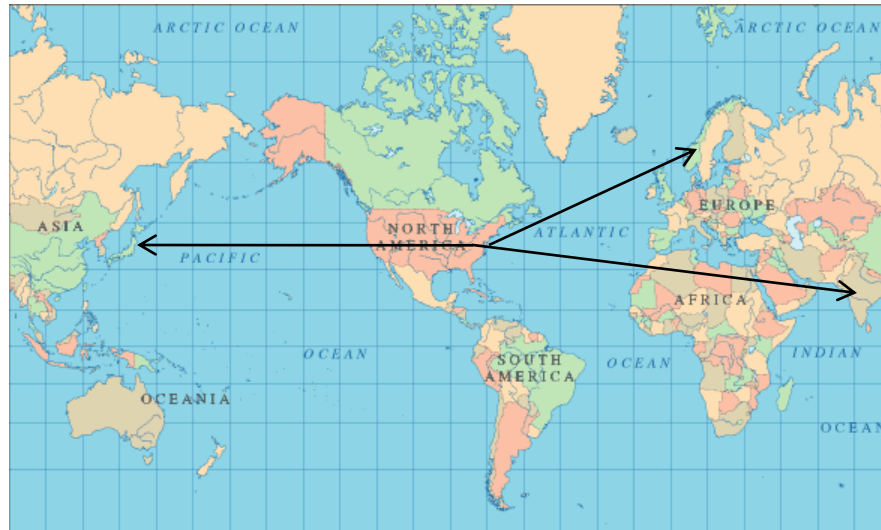 ARCTIC OCEAN
ARCTIC OCEAN
EUROPE
ASIA
NORTH
AMERICA
ATLANTIC
PACIFIC
AFRICA
OCEAN
SOUTH
AMERICA
OCEAN
INDIAN
OCEANIA
OCEAN